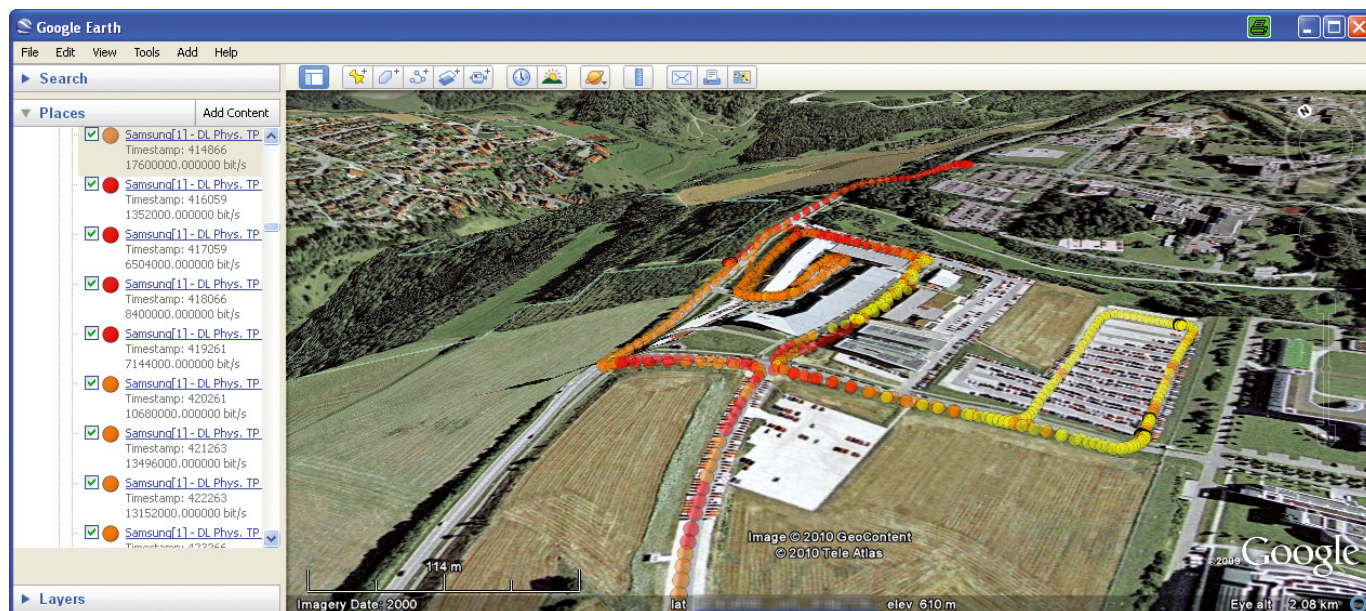 Google Earth
File Edit View Tools Add Help
Search
Places Add Content
Samsung[1] - DL Phys. TP
Timestamp: 414866
17600000.000000 bit/s
Samsung[1] - DL Phys. TP
Timestamp: 416059
1352000.000000 bit/s
Samsung[1] - DL Phys. TP
Timestamp: 417059
6504000.000000 bit/s
Samsung[1] - DL Phys. TP
Timestamp: 418066
8400000.000000 bit/s
Samsung[1] - DL Phys. TP
Timestamp: 419261
7144000.000000 bit/s
Samsung[1] - DL Phys. TP
Timestamp: 420261
10680000.000000 bit/s
Samsung[1] - DL Phys. TP
Timestamp: 421263
13496000.000000 bit/s
Samsung[1] - DL Phys. TP
Timestamp: 422263
13152000.000000 bit/s
Samsung[1] - DL Phys. TP
Timestamp: 423266
Layers
N
Image © 2010 GeoContent
© 2010 Tele Atlas
©2009 Google
114 m
Imagery Date: 2000 lat elev 610 m Eye alt 2.08 km